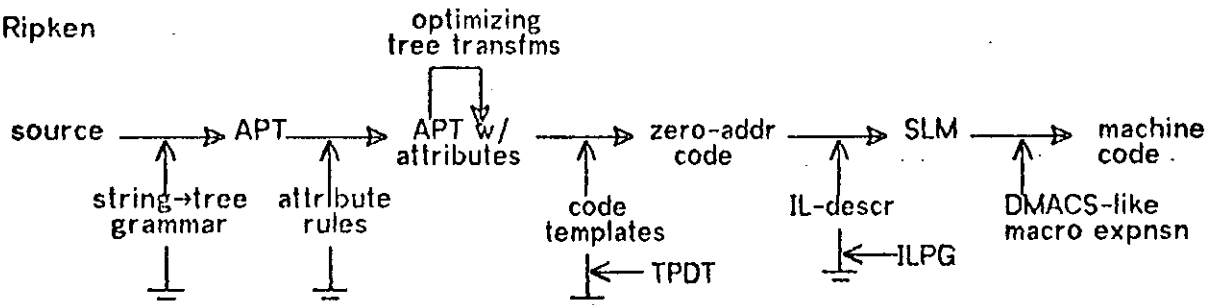 Ripken
optimizing
tree transfms
source
APT
APT w/
attributes
zero-addr
code
SLM
machine
code
string→tree
grammar
attribute
rules
code
templates
IL-descr
DMACS-like
macro expnsn
TPDT
ILPG